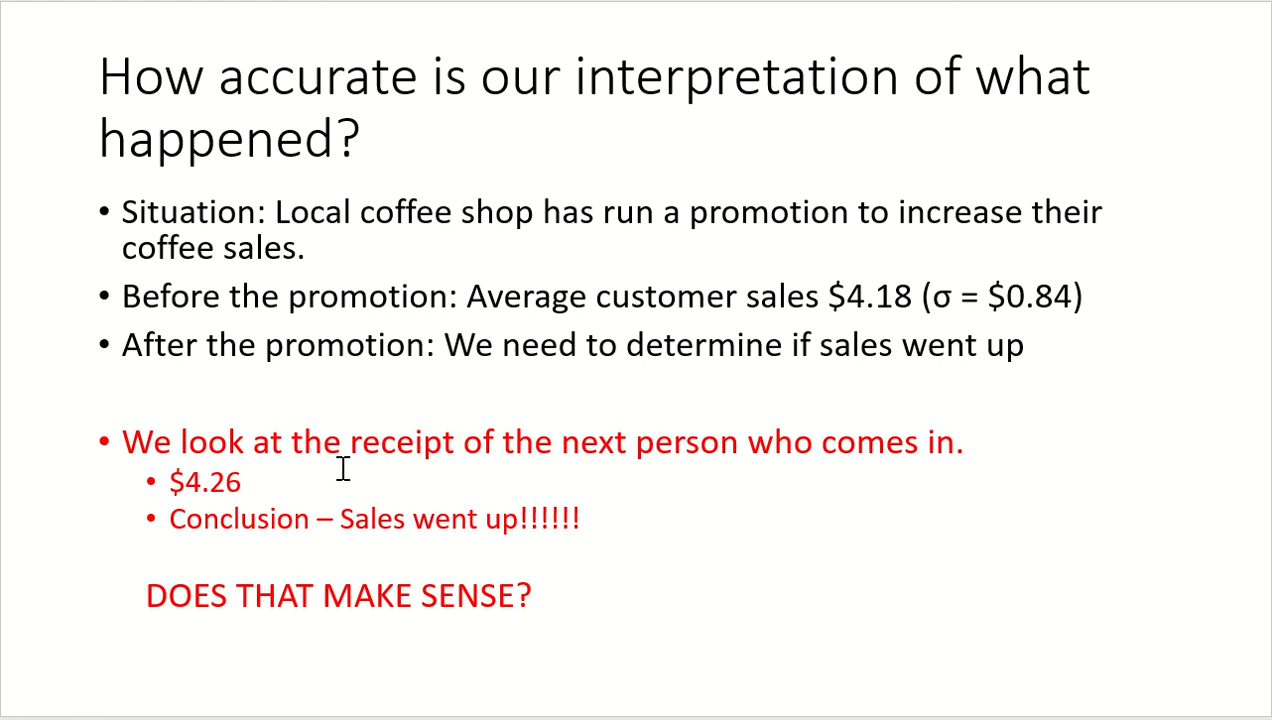 How accurate is our interpretation of what
happened?
• Situation: Local coffee shop has run a promotion to increase their
coffee sales.
• Before the promotion: Average customer sales $4.18 (σ = $0.84)
• After the promotion: We need to determine if sales went up
• We look at the receipt of the next person who comes in.
• $4.26
• Conclusion – Sales went up!!!!!!
DOES THAT MAKE SENSE?